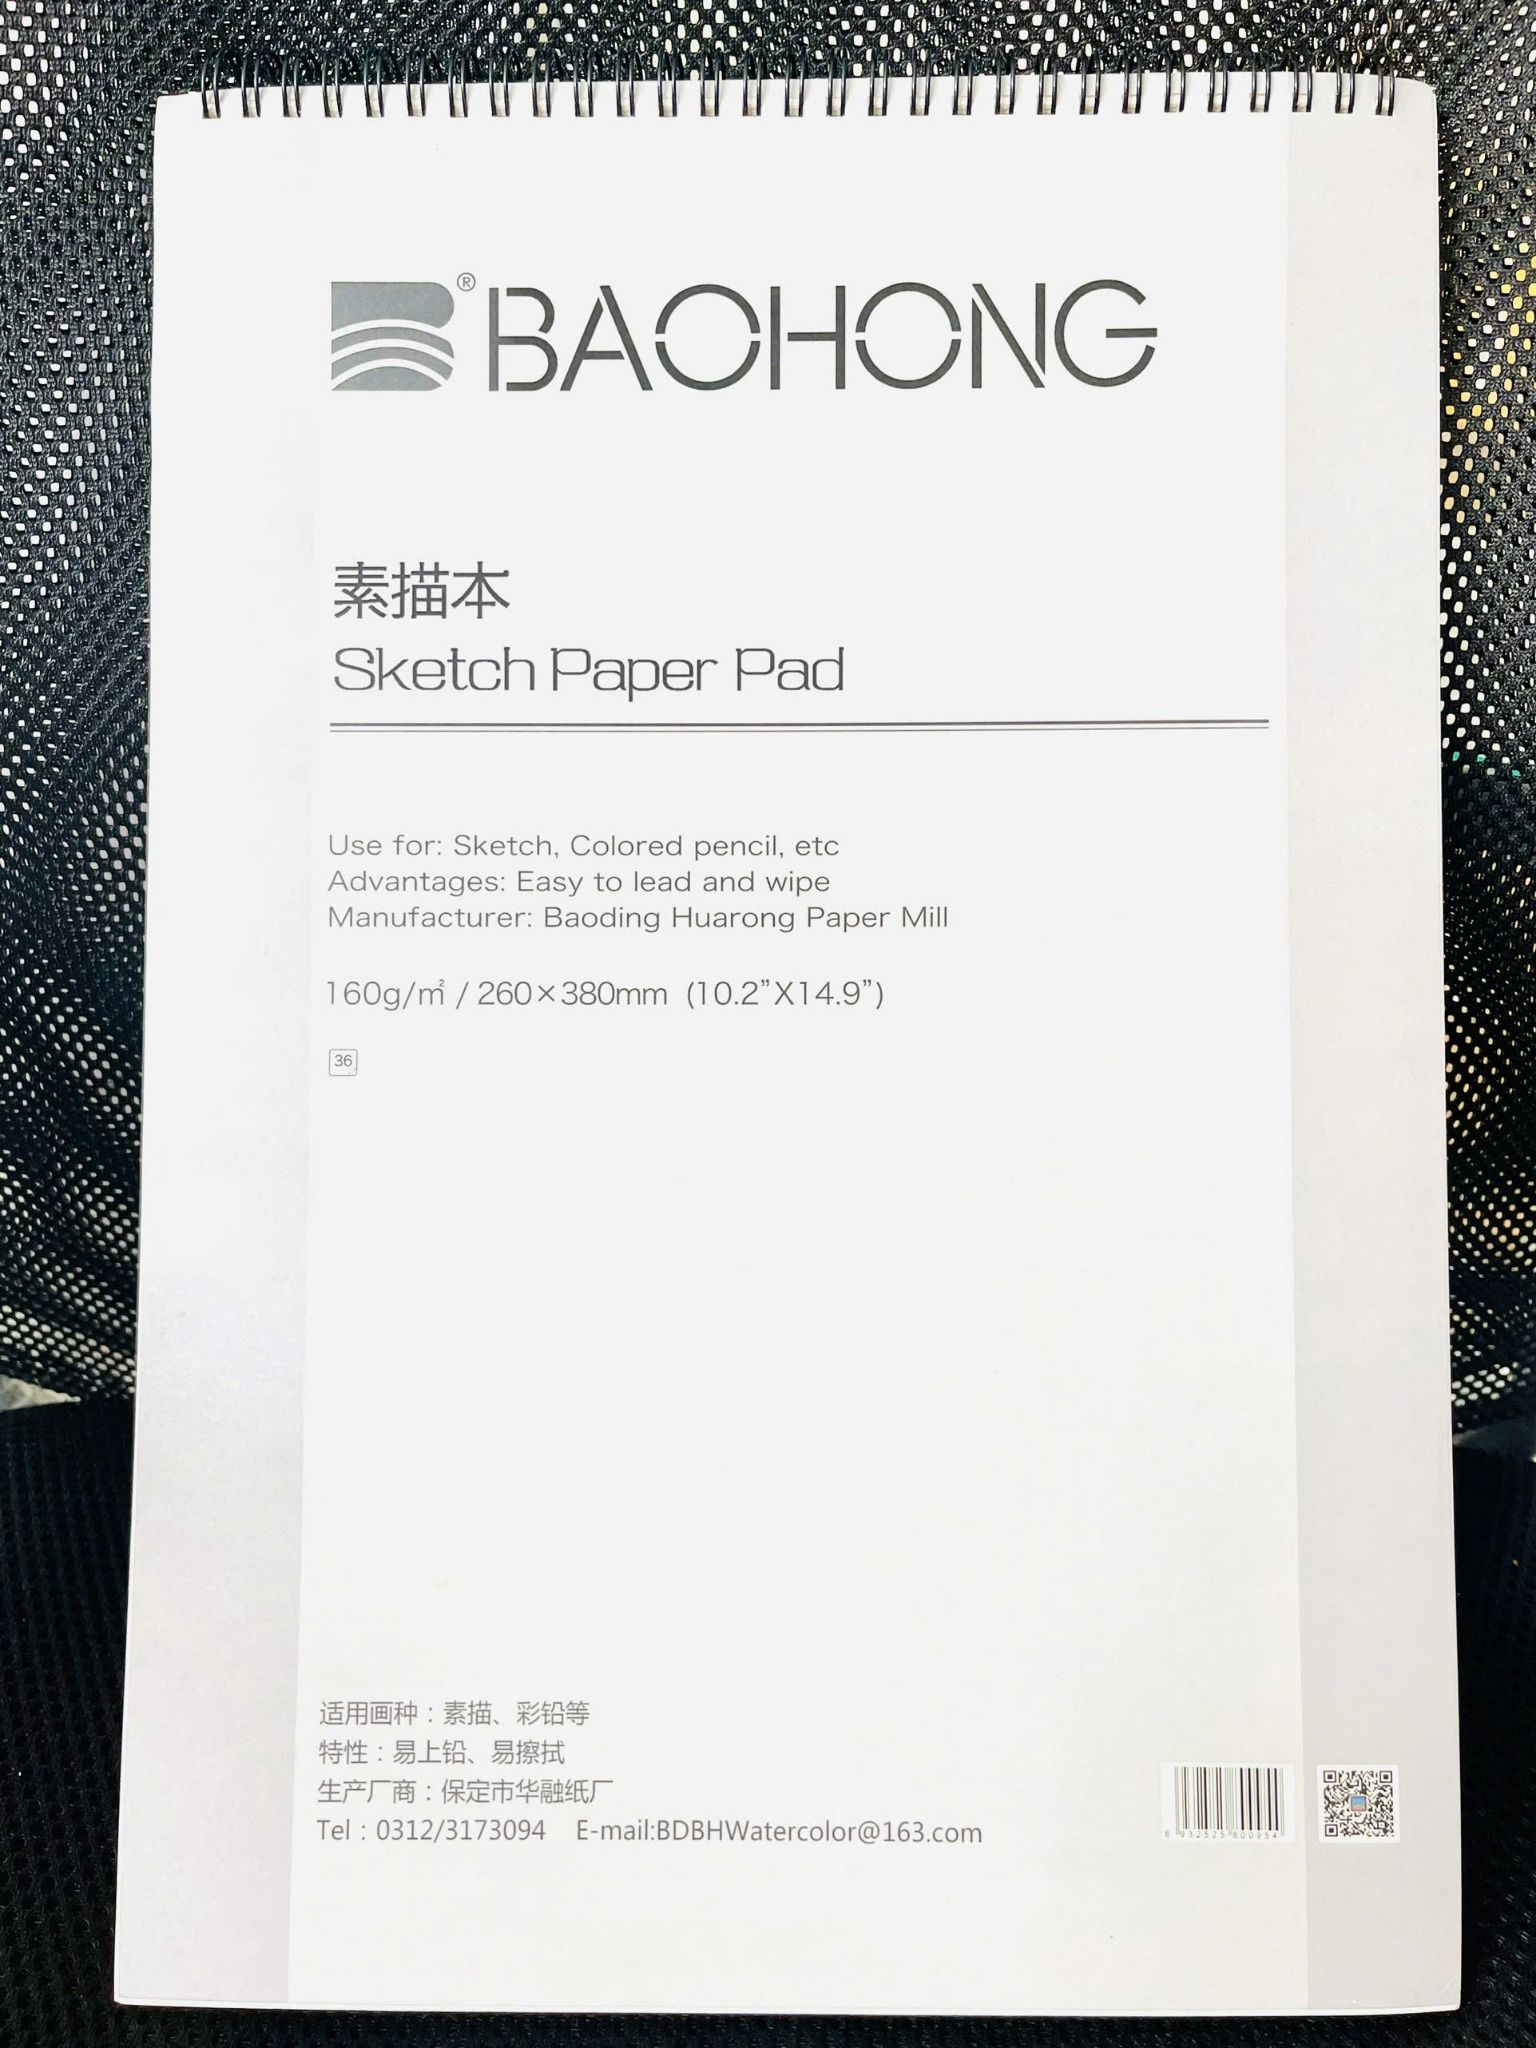 ®BAOHONG
素描本
Sketch Paper Pad
Use for: Sketch, Colored pencil, etc
Advantages: Easy to lead and wipe
Manufacturer: Baoding Huarong Paper Mill
160g/㎡ / 260×380mm (10.2”X14.9”)
36
适用画种：素描、彩铅等
特性：易上铅、易擦拭
生产厂商：保定市华融纸厂
Tel : 0312/3173094 E-mail:BDBHWatercolor@163.com
6 932525 800954